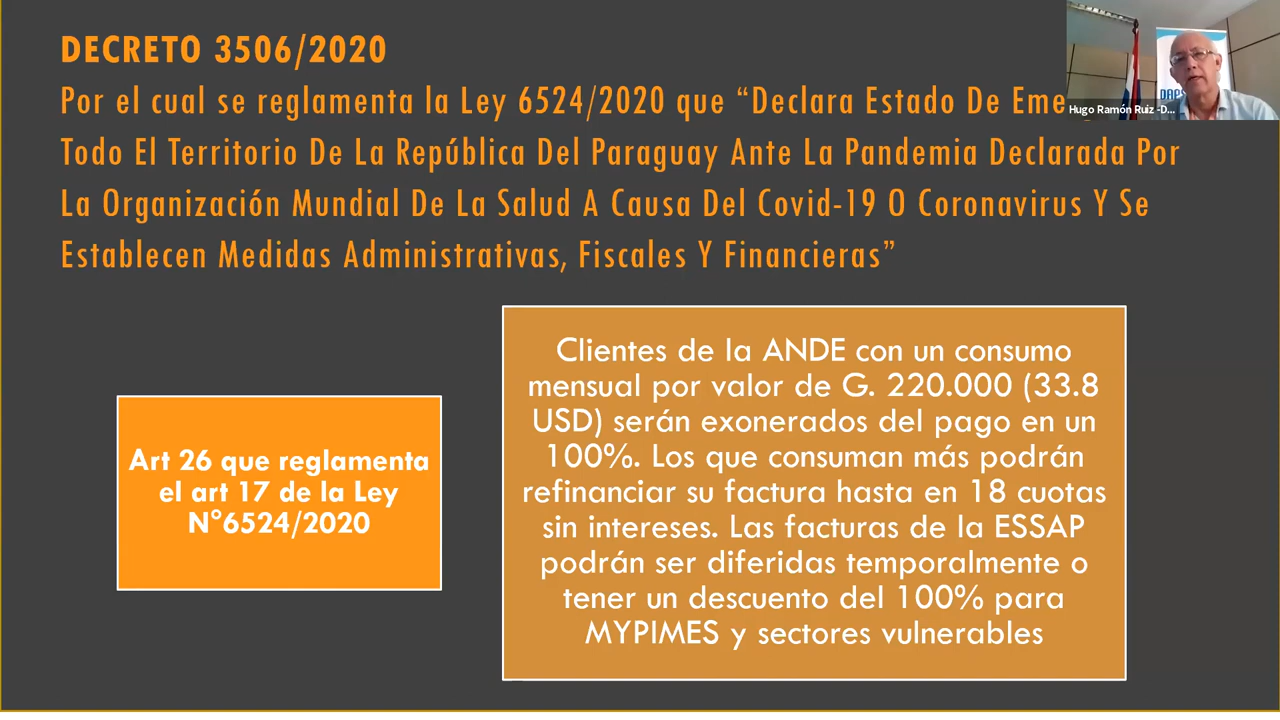 DECRETO 3506/2020
Por el cual se reglamenta la Ley 6524/2020 que “Declara Estado De Eme
Todo El Territorio De La República Del Paraguay Ante La Pandemia Declarada Por
La Organización Mundial De La Salud A Causa Del Covid-19 O Coronavirus Y Se
Establecen Medidas Administrativas, Fiscales Y Financieras”
Hugo Ramón Ruiz -D...
Art 26 que reglamenta
el art 17 de la Ley
N°6524/2020
Clientes de la ANDE con un consumo
mensual por valor de G. 220.000 (33.8
USD) serán exonerados del pago en un
100%. Los que consuman más podrán
refinanciar su factura hasta en 18 cuotas
sin intereses. Las facturas de la ESSAP
podrán ser diferidas temporalmente o
tener un descuento del 100% para
MYPIMES y sectores vulnerables